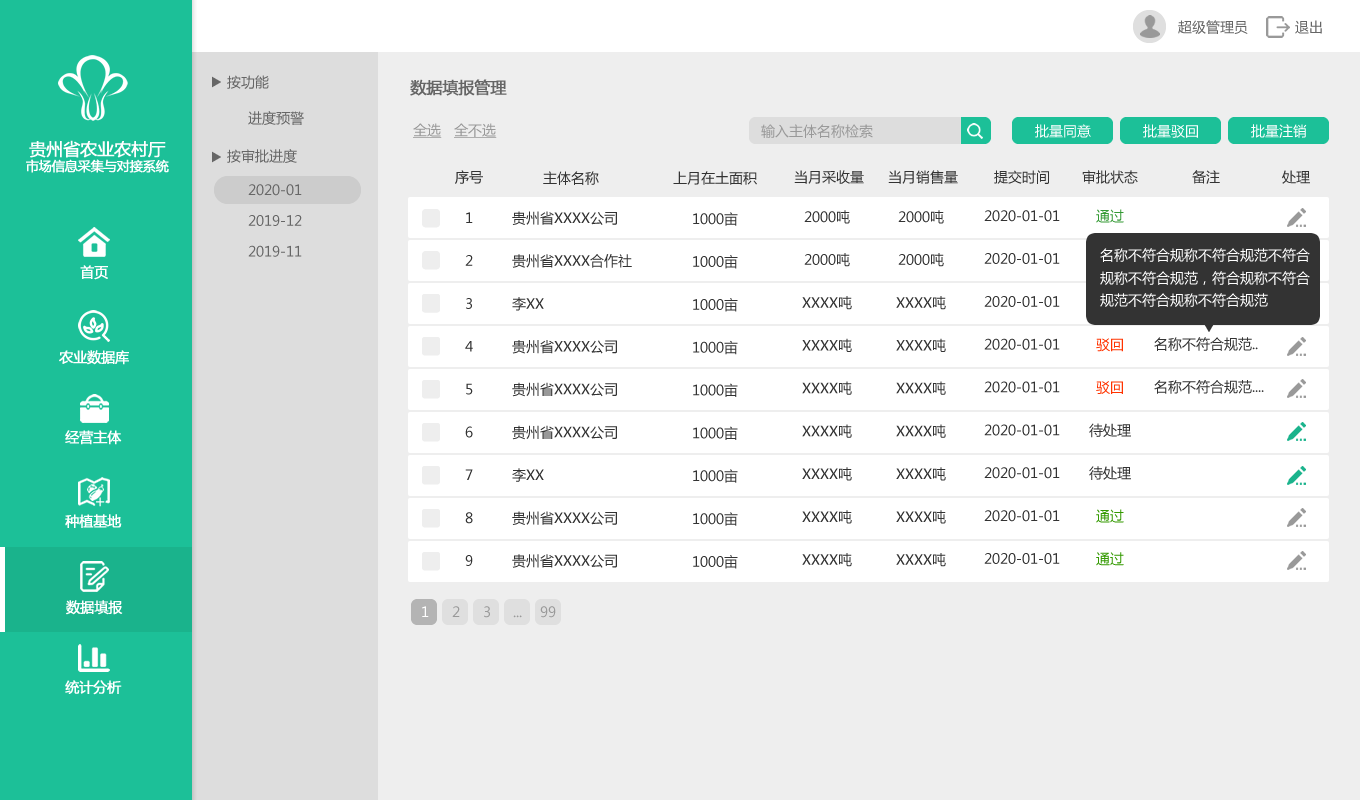 超级管理员 退出
贵州省农业农村厅
市场信息采集与对接系统
首页
农业数据库
经营主体
种植基地
数据填报
统计分析
按功能
进度预警
按审批进度
2020-01
2019-12
2019-11
数据填报管理
全选 全不选 输入主体名称检索 批量同意 批量驳回 批量注销
序号 主体名称 上月在土面积 当月采收量 当月销售量 提交时间 审批状态 备注 处理
1 贵州省XXXX公司 1000亩 2000吨 2000吨 2020-01-01 通过
2 贵州省XXXX合作社 1000亩 2000吨 2000吨 2020-01-01
3 李XX 1000亩 XXXX吨 XXXX吨 2020-01-01
名称不符合规称不符合规范不符合
规称不符合规范，符合规称不符合
规范不符合规称不符合规范
4 贵州省XXXX公司 1000亩 XXXX吨 XXXX吨 2020-01-01 驳回 名称不符合规范..
5 贵州省XXXX公司 1000亩 XXXX吨 XXXX吨 2020-01-01 驳回 名称不符合规范....
6 贵州省XXXX公司 1000亩 XXXX吨 XXXX吨 2020-01-01 待处理
7 李XX 1000亩 XXXX吨 XXXX吨 2020-01-01 待处理
8 贵州省XXXX公司 1000亩 XXXX吨 XXXX吨 2020-01-01 通过
9 贵州省XXXX公司 1000亩 XXXX吨 XXXX吨 2020-01-01 通过
1 2 3 ... 99